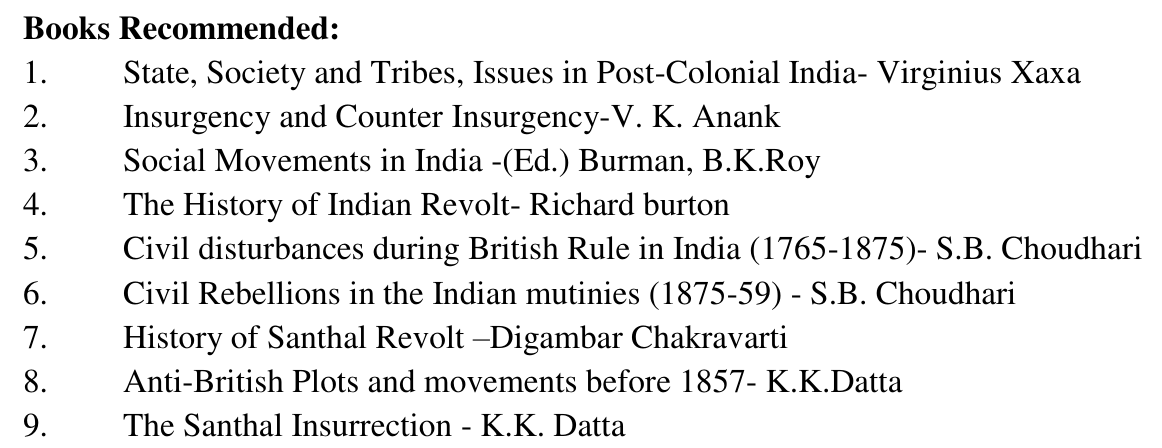 Books Recommended:
1. State, Society and Tribes, Issues in Post-Colonial India- Virginius Xaxa
2. Insurgency and Counter Insurgency-V. K. Anank
3. Social Movements in India -(Ed.) Burman, B.K.Roy
4. The History of Indian Revolt- Richard burton
5. Civil disturbances during British Rule in India (1765-1875)- S.B. Choudhari
6. Civil Rebellions in the Indian mutinies (1875-59) - S.B. Choudhari
7. History of Santhal Revolt –Digambar Chakravarti
8. Anti-British Plots and movements before 1857- K.K.Datta
9. The Santhal Insurrection - K.K. Datta